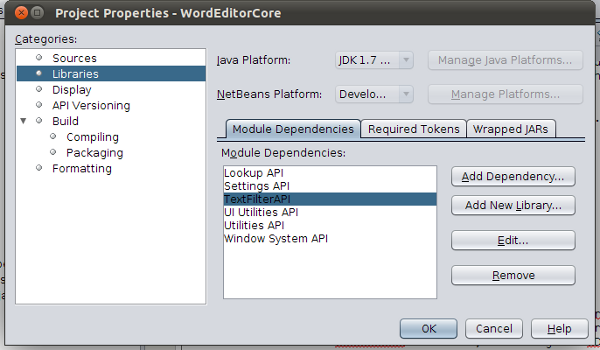 Project Properties - WordEditorCore
Categories:
Sources
Libraries
Display
API Versioning
Build
Compiling
Packaging
Formatting
Java Platform:
JDK 1.7 ...
Manage Java Platforms...
NetBeans Platform:
Develo...
Manage Platforms...
Module Dependencies
Required Tokens
Wrapped JARs
Module Dependencies:
Lookup API
Settings API
TextFilterAPI
UI Utilities API
Utilities API
Window System API
Add Dependency...
Add New Library...
Edit...
Remove
OK
Cancel
Help